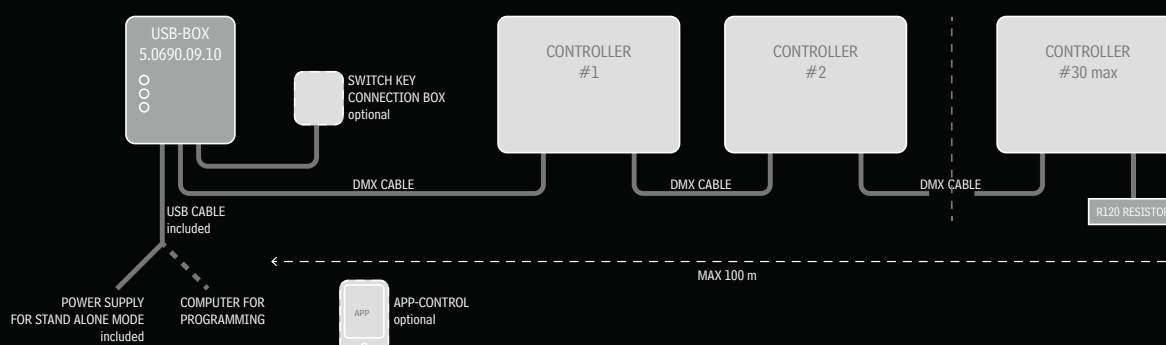 USB-BOX
5.0690.09.10
SWITCH KEY
CONNECTION BOX
optional
CONTROLLER
#1
CONTROLLER
#2
CONTROLLER
#30 max
DMX CABLE
DMX CABLE
DMX CABLE
R120 RESISTOR
USB CABLE
included
MAX 100 m
POWER SUPPLY
FOR STAND ALONE MODE
included
COMPUTER FOR
PROGRAMMING
APP
APP-CONTROL
optional